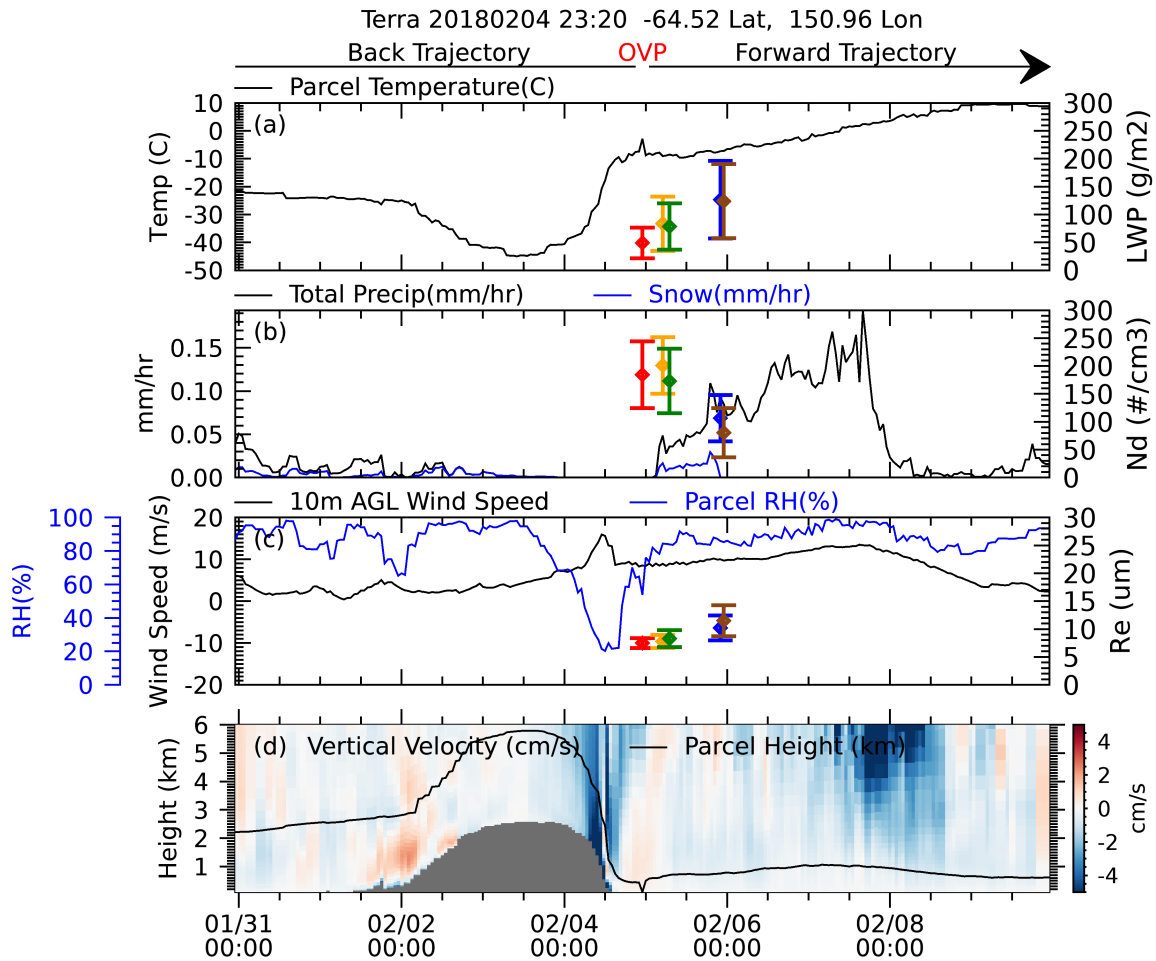 Terra 20180204 23:20  -64.52 Lat,  150.96 Lon
Back Trajectory OVP Forward Trajectory
Parcel Temperature(C)
(a)
Temp (C)
10
0
-10
-20
-30
-40
-50
300
250
200
150
100
50
0
LWP (g/m2)
Total Precip(mm/hr) Snow(mm/hr)
(b)
mm/hr
0.15
0.10
0.05
0.00
300
250
200
150
100
50
0
Nd (#/cm3)
10m AGL Wind Speed Parcel RH(%)
(c)
RH(%)
100
80
60
40
20
0
Wind Speed (m/s)
20
10
0
-10
-20
30
25
20
15
10
5
0
Re (um)
(d) Vertical Velocity (cm/s) Parcel Height (km)
Height (km)
6
5
4
3
2
1
4
2
0
-2
-4
cm/s
01/31 02/02 02/04 02/06 02/08
00:00 00:00 00:00 00:00 00:00